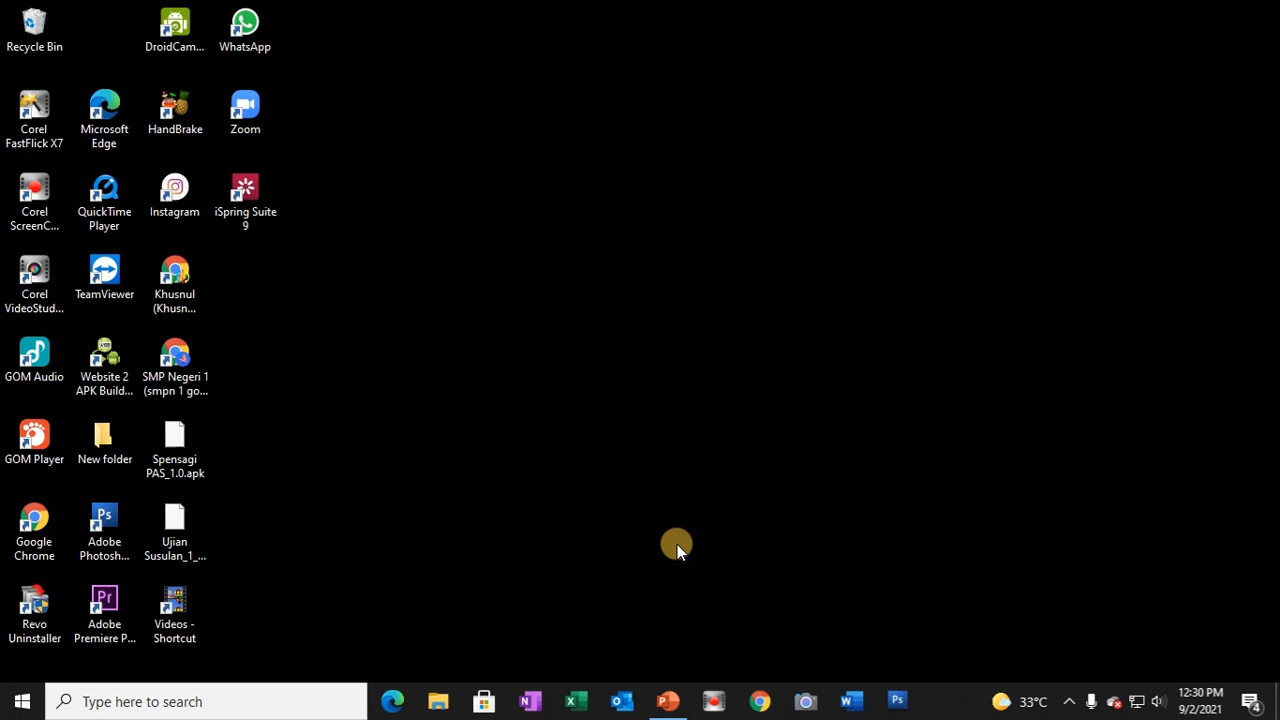 Recycle Bin
DroidCam...
WhatsApp
Corel
FastFlick X7
Microsoft
Edge
HandBrake
Zoom
Corel
ScreenC...
QuickTime
Player
Instagram
iSpring Suite
9
Corel
VideoStud...
TeamViewer
Khusnul
(Khusn...
GOM Audio
Website 2
APK Build...
SMP Negeri 1
(smpn 1 go...
GOM Player
New folder
Spensagi
PAS_1.0.apk
Google
Chrome
Adobe
Photosh...
Ujian
Susulan_1_...
Revo
Uninstaller
Adobe
Premiere P...
Videos -
Shortcut
Type here to search
33°C
12:30 PM
9/2/2021
4